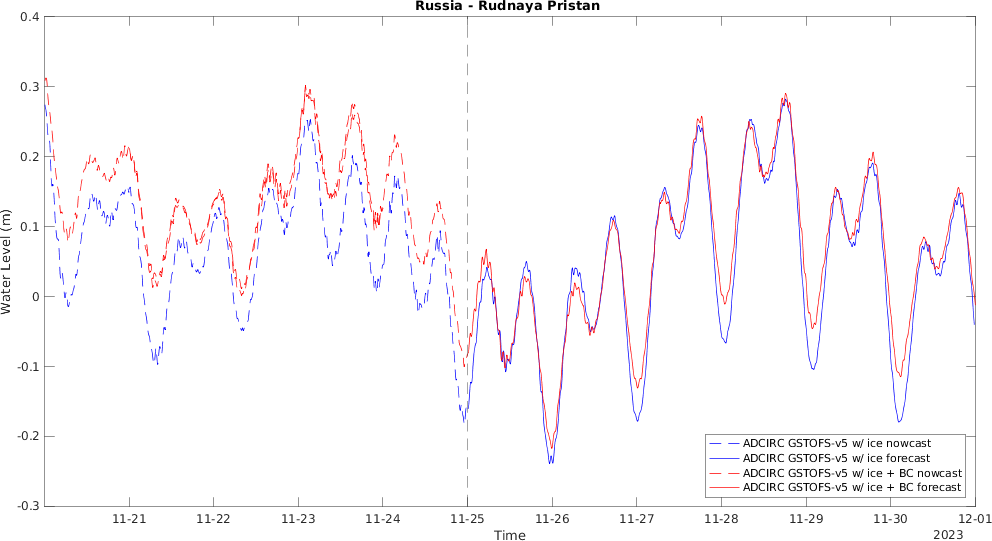 Russia - Rudnaya Pristan
0.4
0.3
0.2
0.1
0
-0.1
-0.2
-0.3
Water Level (m)
11-21
11-22
11-23
11-24
11-25
11-26
11-27
11-28
11-29
11-30
12-01
Time
2023
ADCIRC GSTOFS-v5 w/ ice nowcast
ADCIRC GSTOFS-v5 w/ ice forecast
ADCIRC GSTOFS-v5 w/ ice + BC nowcast
ADCIRC GSTOFS-v5 w/ ice + BC forecast